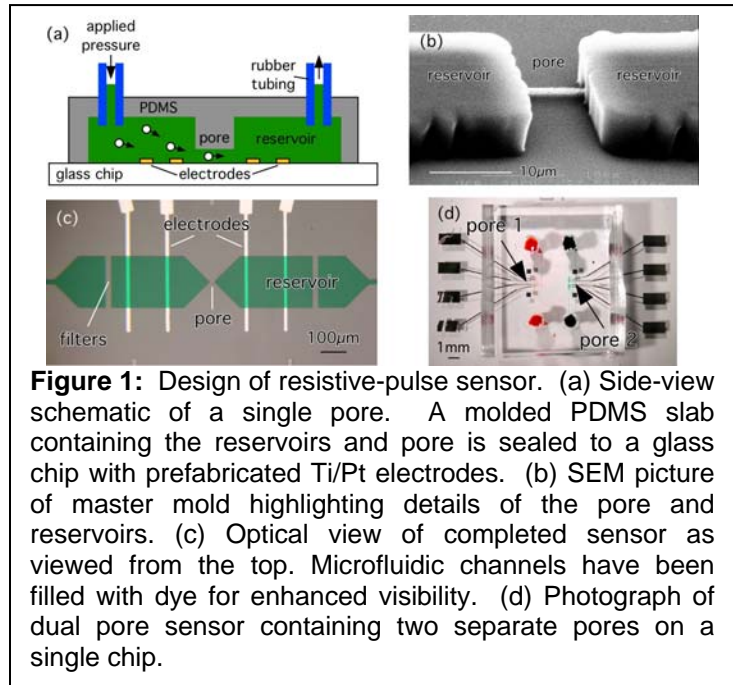 (a)
applied
pressure
rubber
tubing
PDMS
pore
reservoir
glass chip
electrodes
(b)
pore
reservoir
reservoir
10μm
(c)
electrodes
reservoir
filters
pore
100μm
(d)
pore 1
pore 2
1mm
Figure 1: Design of resistive-pulse sensor. (a) Side-view
schematic of a single pore. A molded PDMS slab
containing the reservoirs and pore is sealed to a glass
chip with prefabricated Ti/Pt electrodes. (b) SEM picture
of master mold highlighting details of the pore and
reservoirs. (c) Optical view of completed sensor as
viewed from the top. Microfluidic channels have been
filled with dye for enhanced visibility. (d) Photograph of
dual pore sensor containing two separate pores on a
single chip.